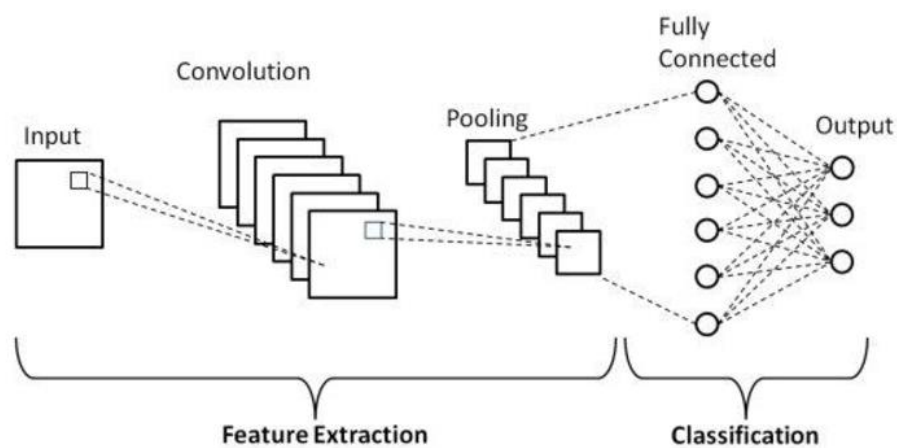 Fully
Connected
Convolution
Pooling
Input
Output
Feature Extraction
Classification